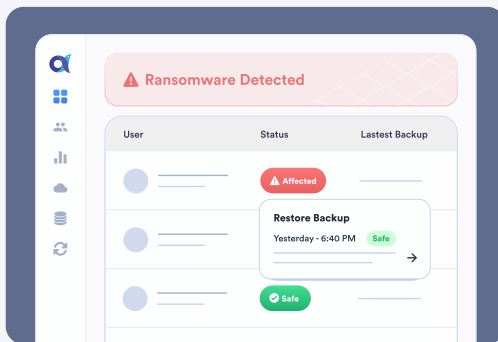 Ransomware Detected
User Status Lastest Backup
Affected
Restore Backup
Yesterday - 6:40 PM Safe
Safe